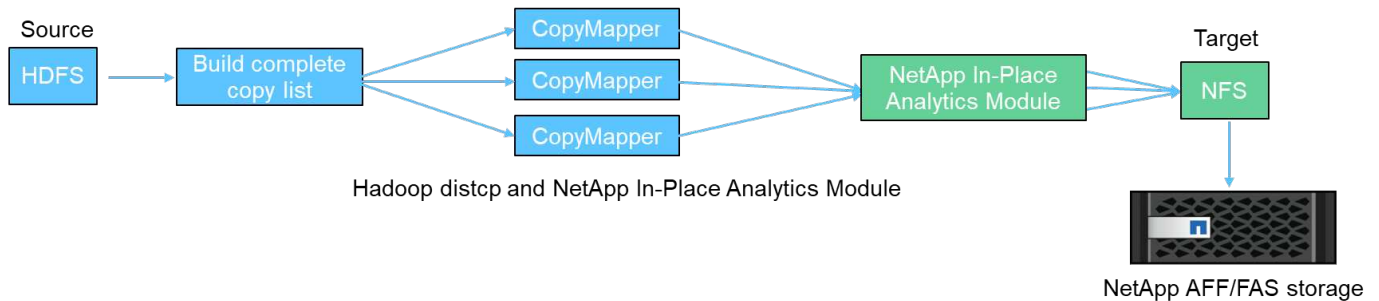 Source
HDFS
Build complete
copy list
CopyMapper
CopyMapper
CopyMapper
NetApp In-Place
Analytics Module
Target
NFS
Hadoop distcp and NetApp In-Place Analytics Module
NetApp AFF/FAS storage